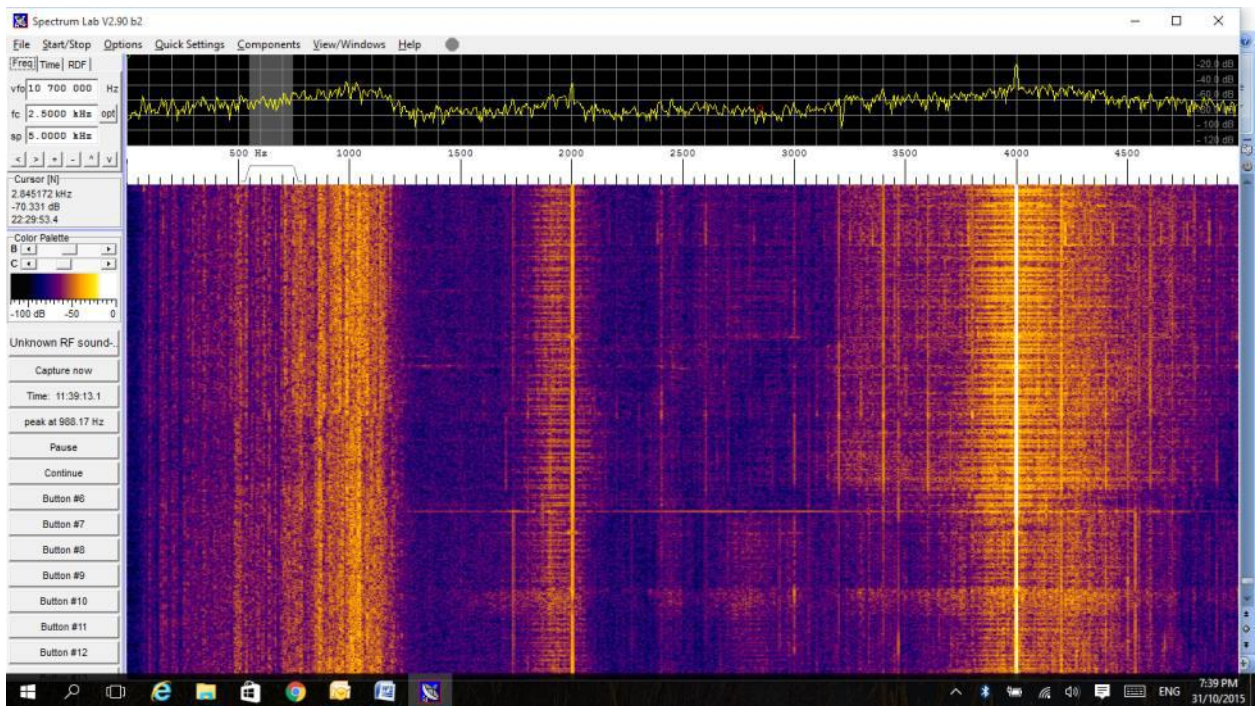 Spectrum Lab V2.90 b2
File Start/Stop Options Quick Settings Components View/Windows Help
Freq Time RDF
vfo 10 700 000 Hz
fc 2.5000 kHz opt
sp 5.0000 kHz
< > + - ^ v
Cursor [N]
2.845172 kHz
-70.331 dB
22:29:53.4
Color Palette
B
C
-100 dB -50 0
Unknown RF sound-..
Capture now
Time: 11:39:13.1
peak at 988.17 Hz
Pause
Continue
Button #6
Button #7
Button #8
Button #9
Button #10
Button #11
Button #12
-20.0 dB
-40.0 dB
-60.0 dB
-100 dB
-120 dB
500 Hz 1000 1500 2000 2500 3000 3500 4000 4500
ENG
7:39 PM
31/10/2015